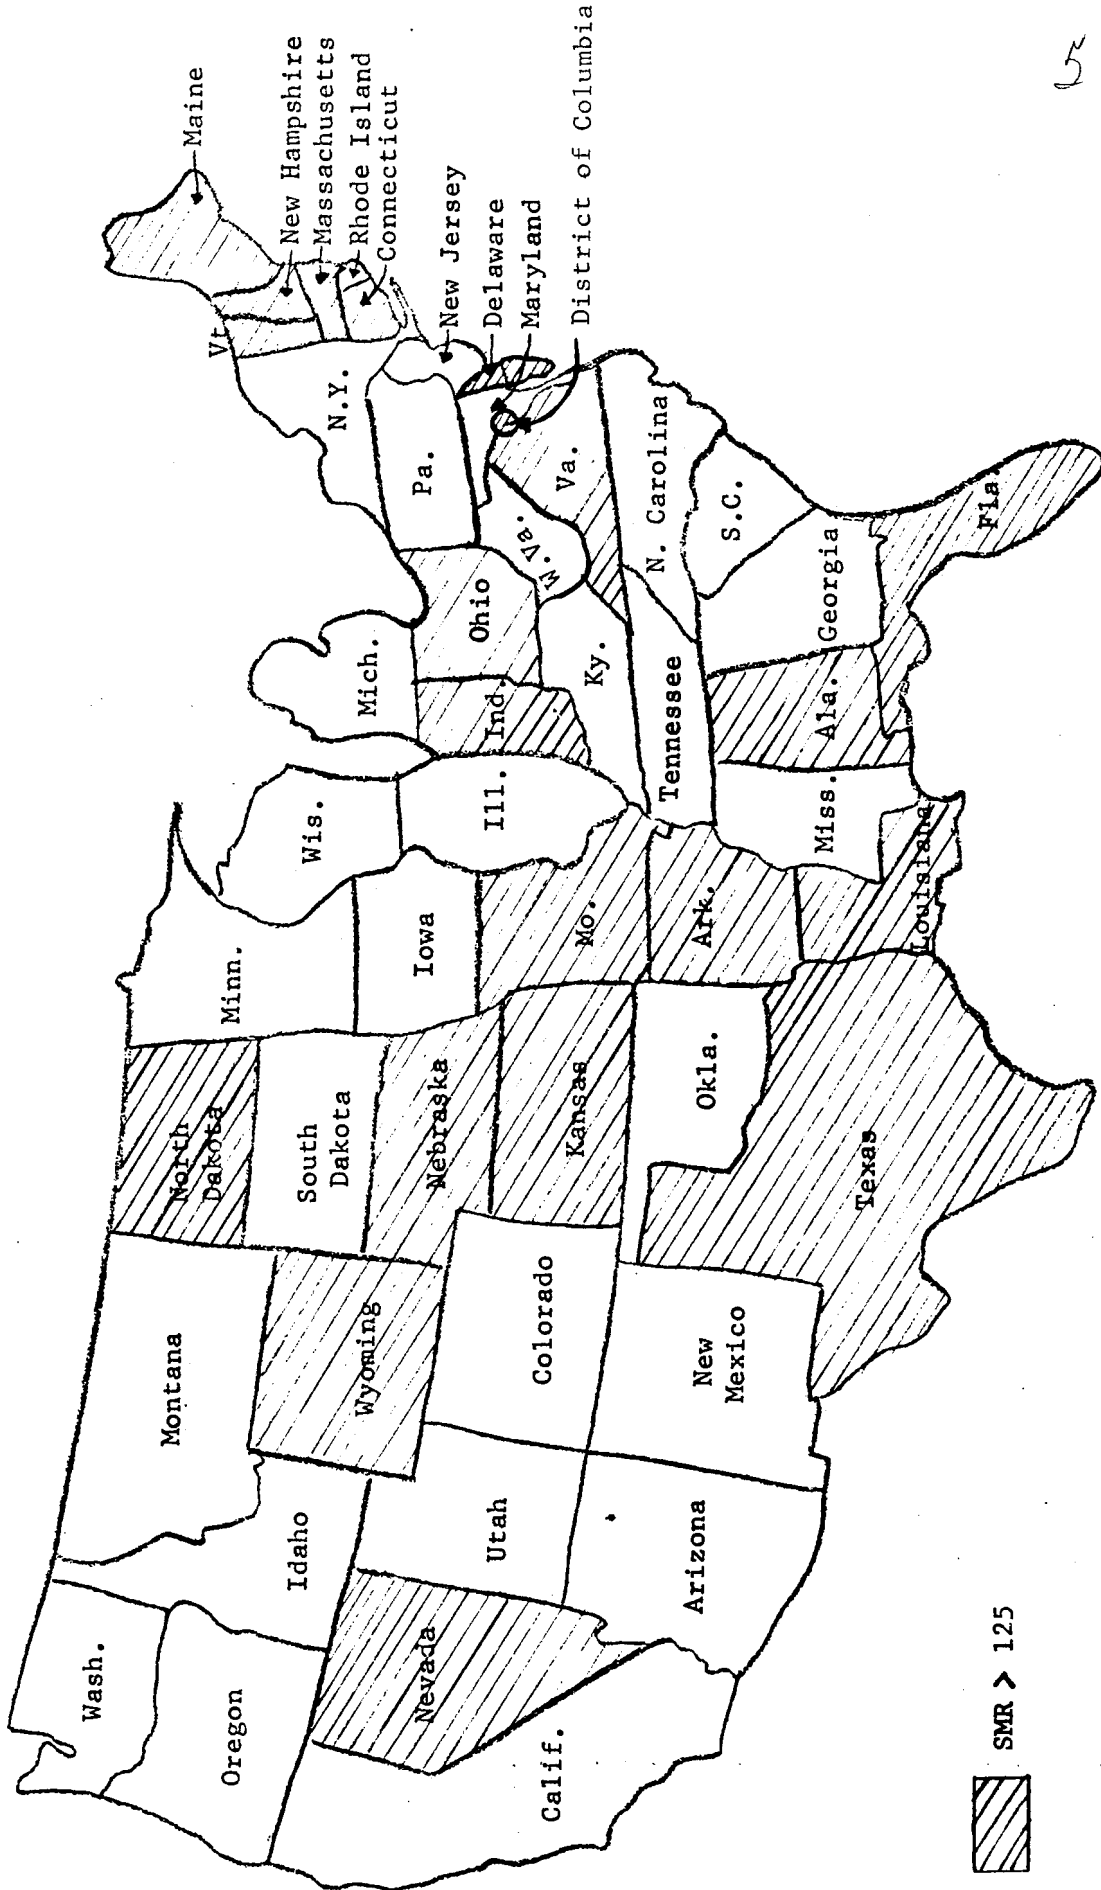 Wash.
Oregon
Calif.
Idaho
Nevada
Montana
Wyoming
Utah
Arizona
Colorado
New
Mexico
North
Dakota
South
Dakota
Nebraska
Kansas
Okla.
Texas
Minn.
Iowa
Mo.
Ark.
Louisiana
Wis.
Ill.
Mich.
Ind.
Ohio
Ky.
Tennessee
Miss.
Ala.
Georgia
Fla.
S.C.
N. Carolina
Va.
W.Va.
Pa.
N.Y.
Vt
Maine
New Hampshire
Massachusetts
Rhode Island
Connecticut
New Jersey
Delaware
Maryland
District of Columbia
SMR > 125
5